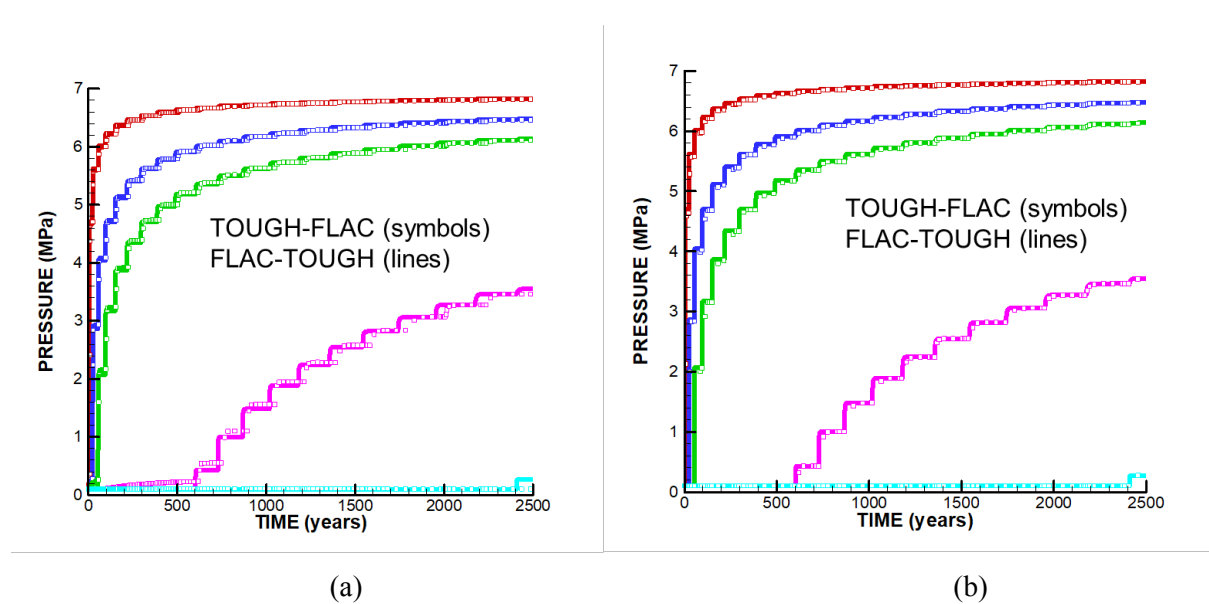 7
6
5
4
3
2
1
0
PRESSURE (MPa)
TOUGH-FLAC (symbols)
FLAC-TOUGH (lines)
0 500 1000 1500 2000 2500
TIME (years)
(a)
7
6
5
4
3
2
1
0
PRESSURE (MPa)
TOUGH-FLAC (symbols)
FLAC-TOUGH (lines)
0 500 1000 1500 2000 2500
TIME (years)
(b)